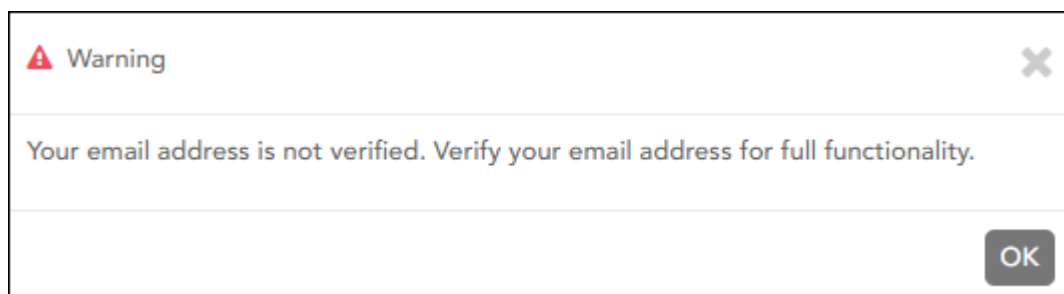 Warning
Your email address is not verified. Verify your email address for full functionality.
OK